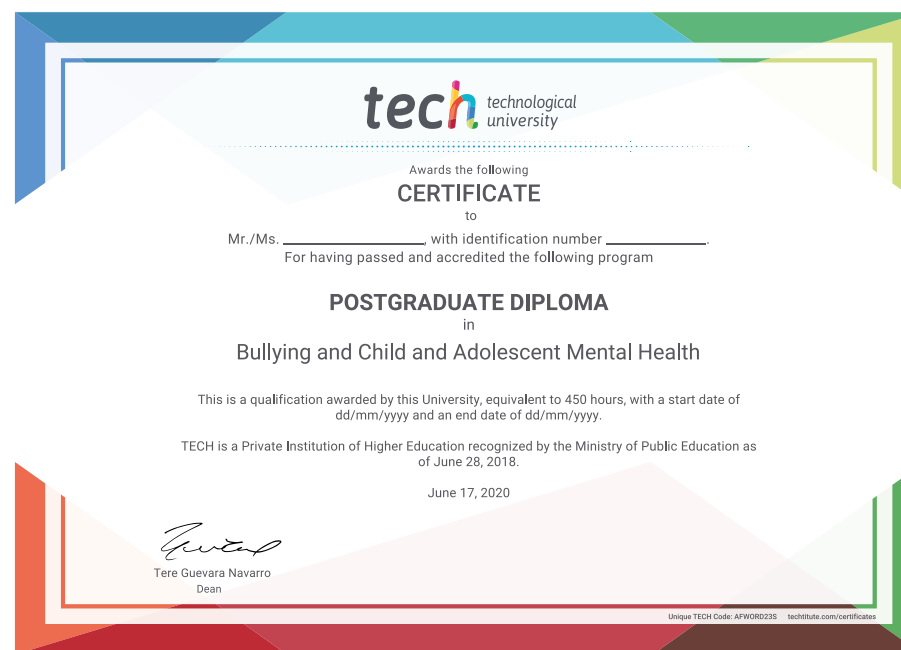 tech technological
university
Awards the following
CERTIFICATE
to
Mr./Ms. ____________________, with identification number ______________.
For having passed and accredited the following program
POSTGRADUATE DIPLOMA
in
Bullying and Child and Adolescent Mental Health
This is a qualification awarded by this University, equivalent to 450 hours, with a start date of
dd/mm/yyyy and an end date of dd/mm/yyyy.
TECH is a Private Institution of Higher Education recognized by the Ministry of Public Education as
of June 28, 2018.
June 17, 2020
Tere Guevara Navarro
Dean
Unique TECH Code: AFWORD23S techtitute.com/certificates